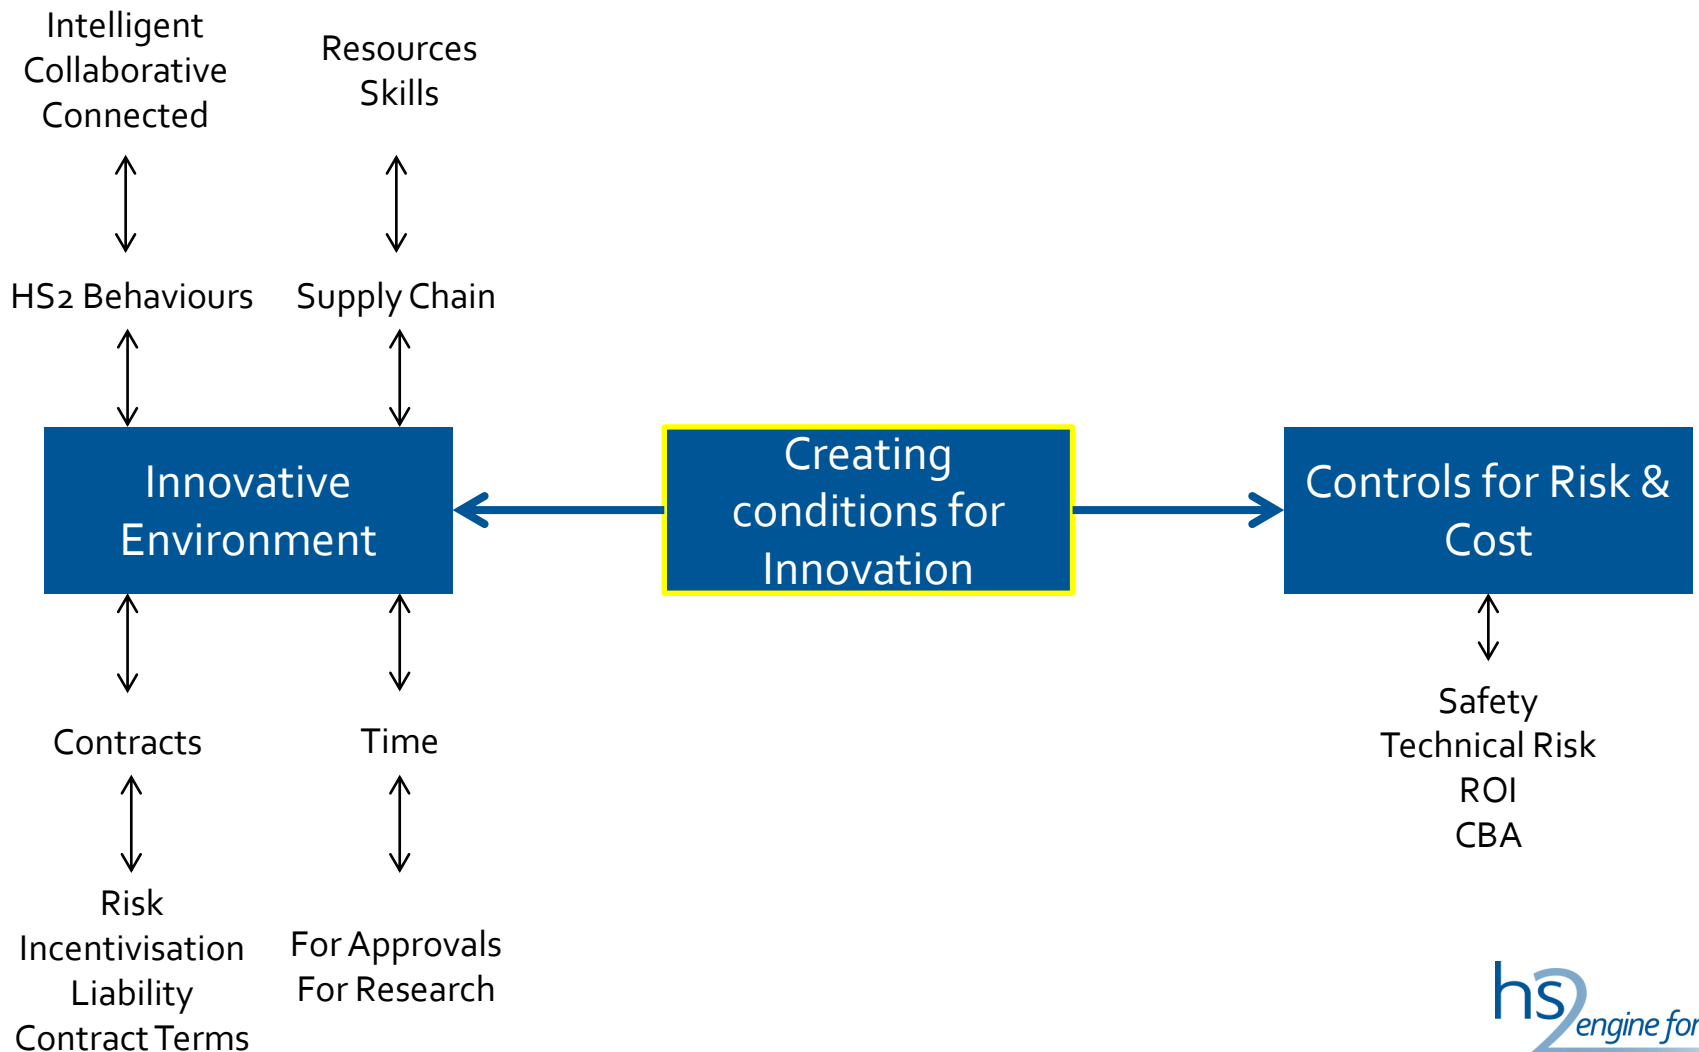 Intelligent
Collaborative
Connected
Resources
Skills
HS2 Behaviours
Supply Chain
Innovative
Environment
Creating
conditions for
Innovation
Controls for Risk &
Cost
Contracts
Time
Safety
Technical Risk
ROI
CBA
Risk
Incentivisation
Liability
Contract Terms
For Approvals
For Research
hs2
engine for